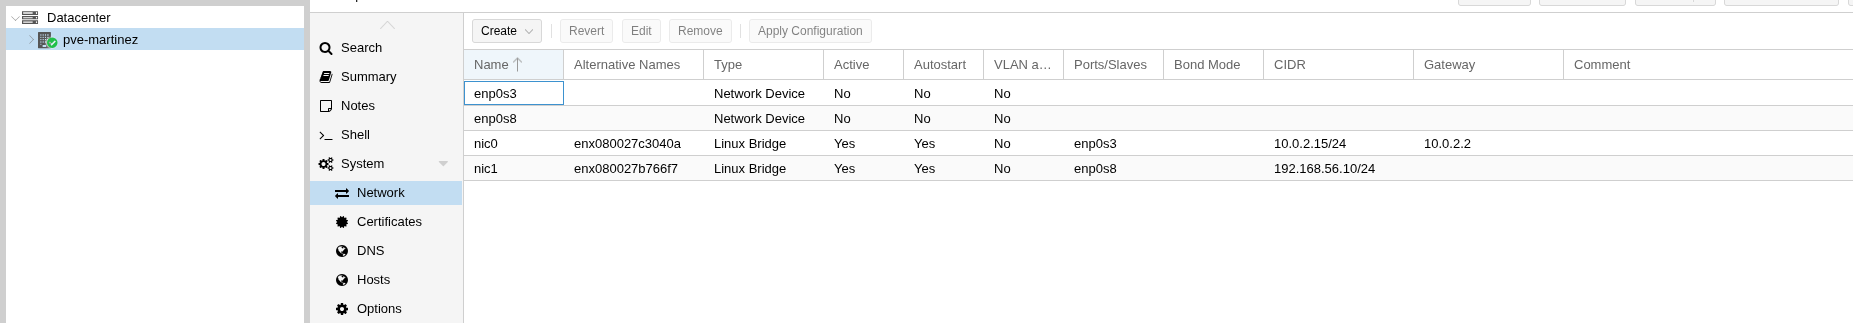 Datacenter
pve-martinez
Search
Summary
Notes
Shell
System
Network
Certificates
DNS
Hosts
Options
Create Revert Edit Remove Apply Configuration
Name Alternative Names Type Active Autostart VLAN a... Ports/Slaves Bond Mode CIDR Gateway Comment
enp0s3 Network Device No No No
enp0s8 Network Device No No No
nic0 enx080027c3040a Linux Bridge Yes Yes No enp0s3 10.0.2.15/24 10.0.2.2
nic1 enx080027b766f7 Linux Bridge Yes Yes No enp0s8 192.168.56.10/24